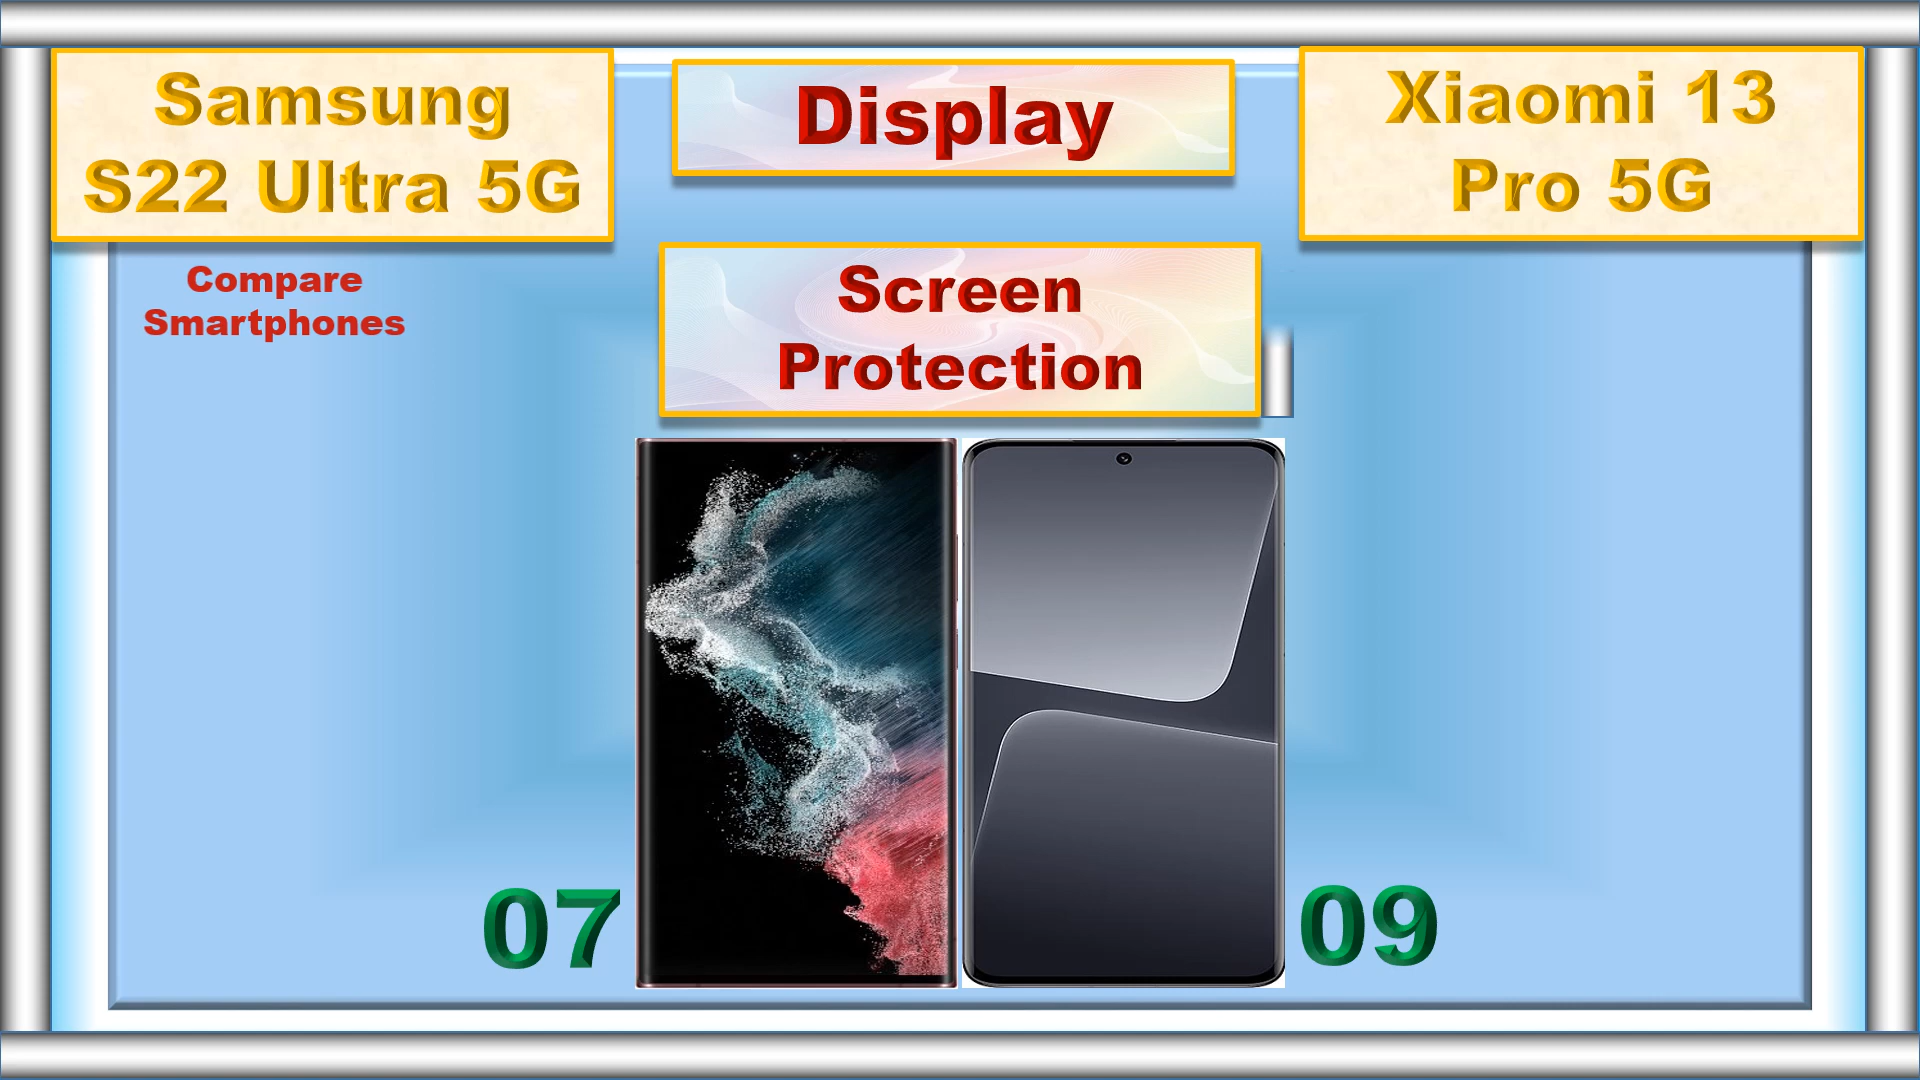 Samsung
S22 Ultra 5G
Display
Xiaomi 13
Pro 5G
Compare
Smartphones
Screen
Protection
07
09